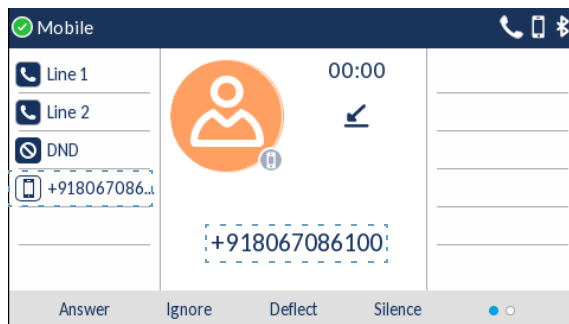 Mobile
Line 1
Line 2
DND
+918067086...
00:00
+918067086100
Answer Ignore Deflect Silence